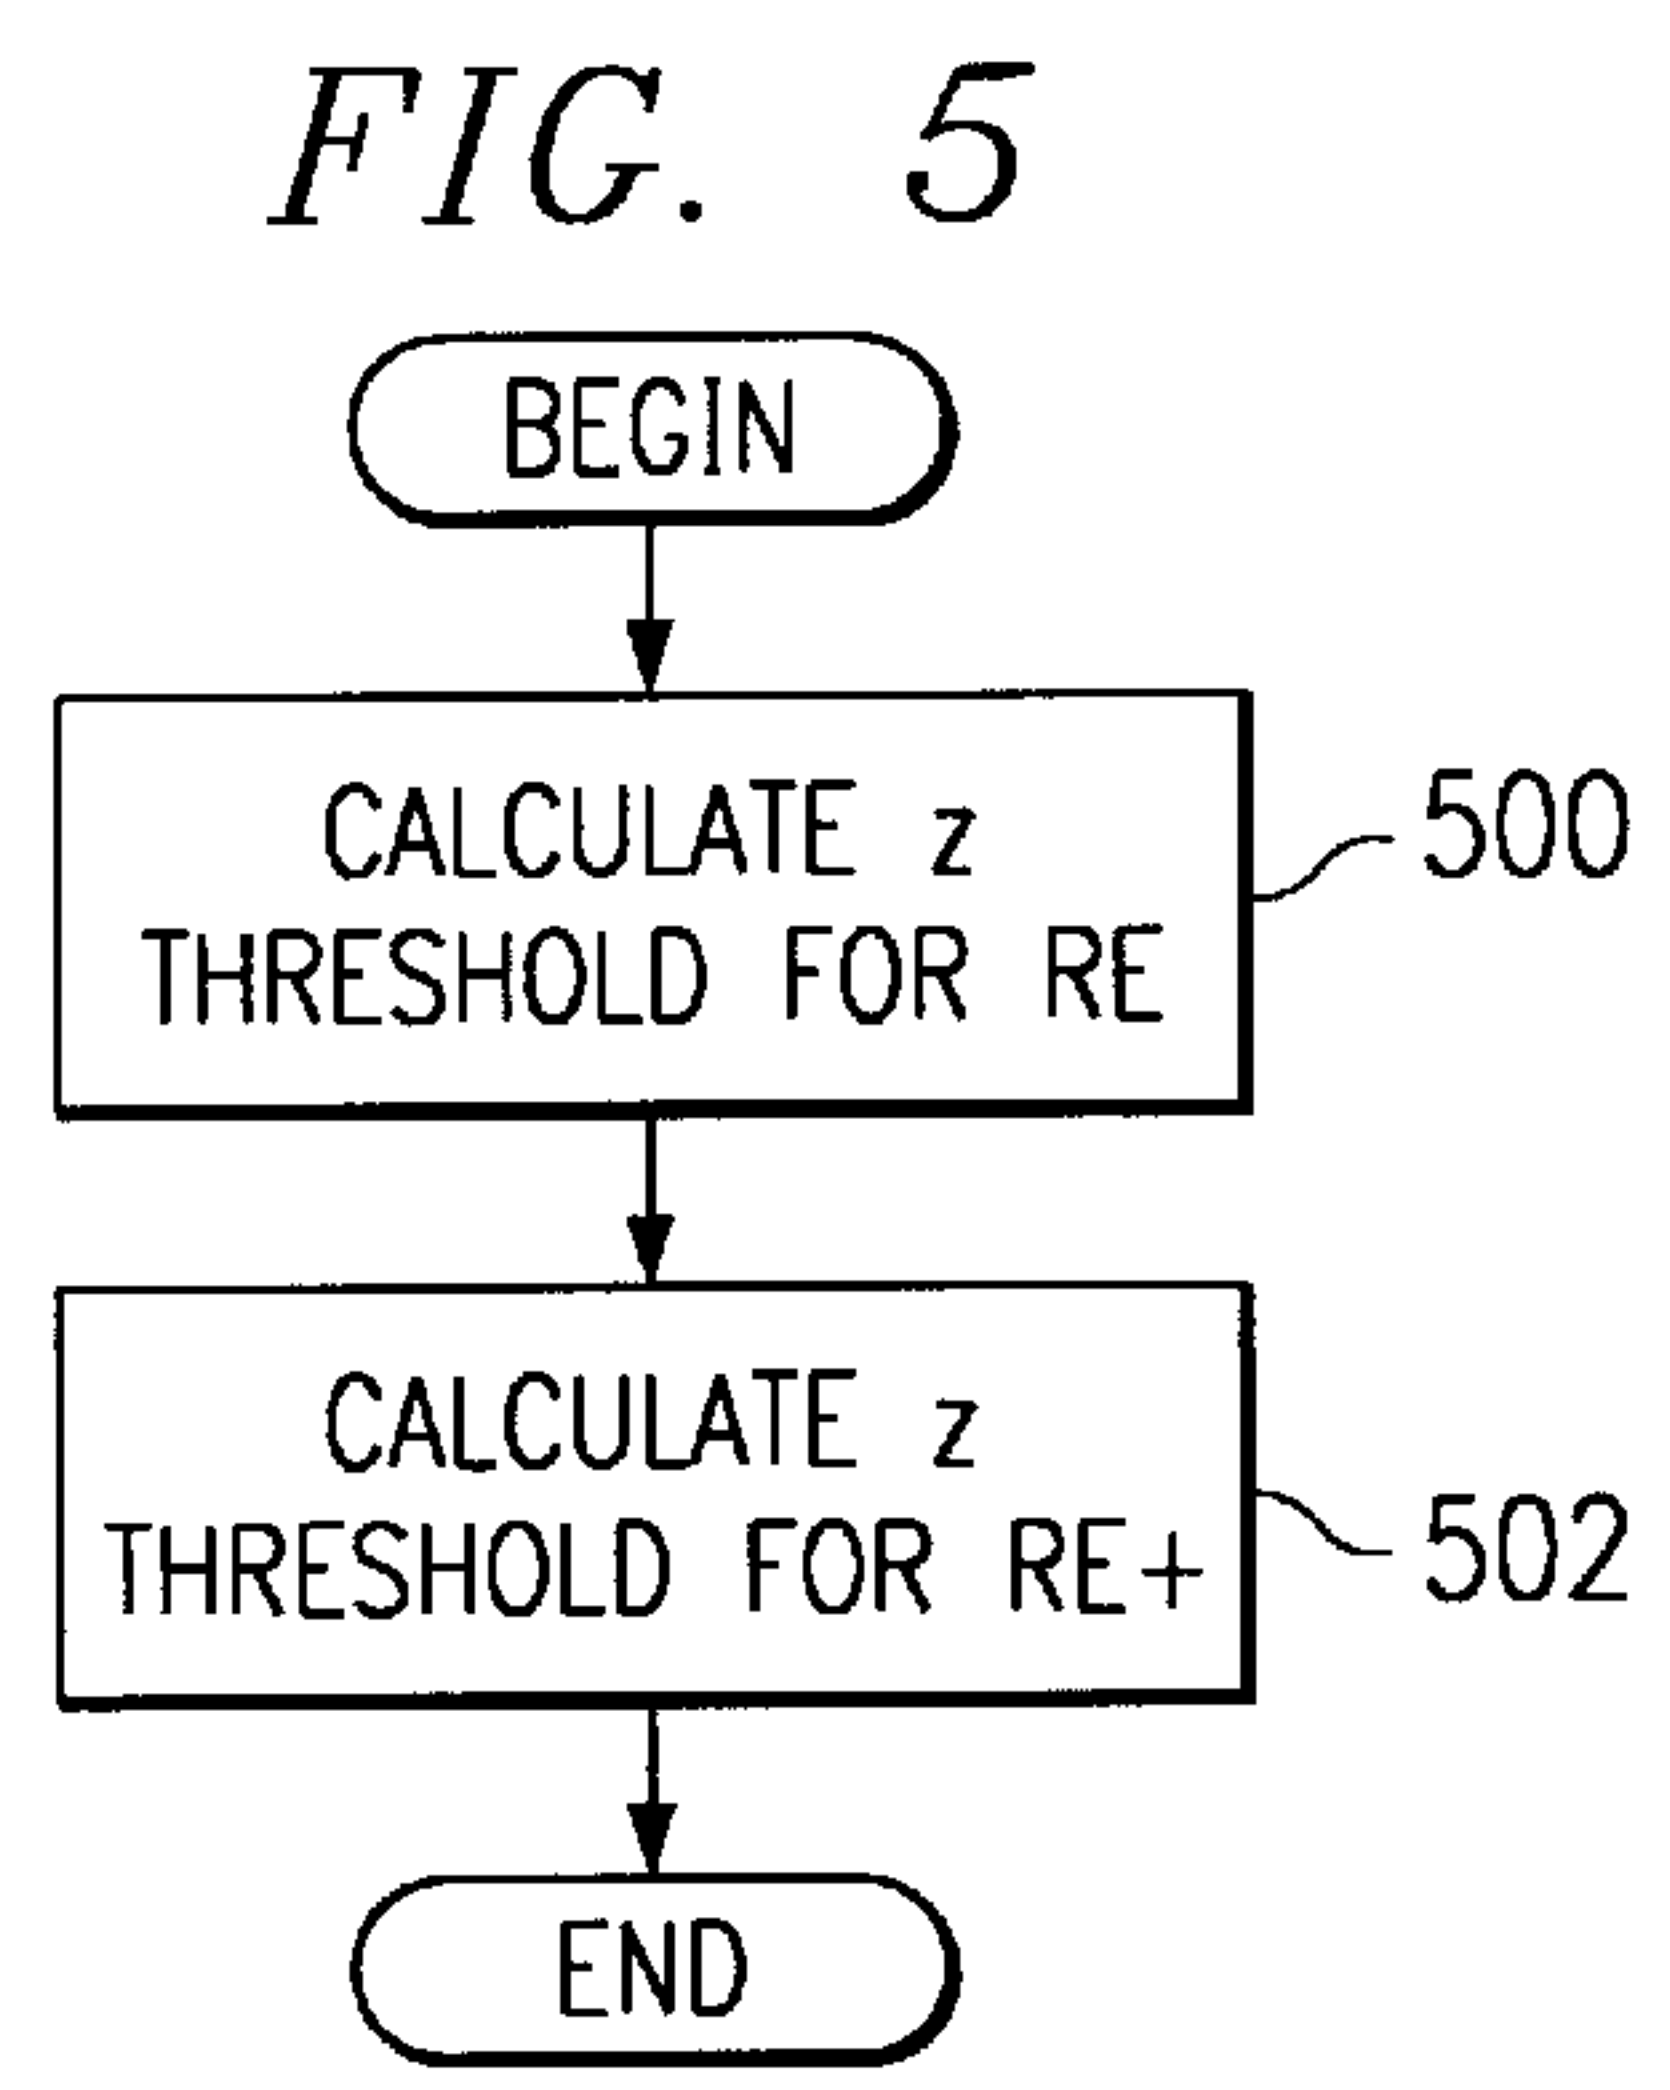 FIG. 5
BEGIN
CALCULATE z
THRESHOLD FOR RE
500
CALCULATE z
THRESHOLD FOR RE+
502
END